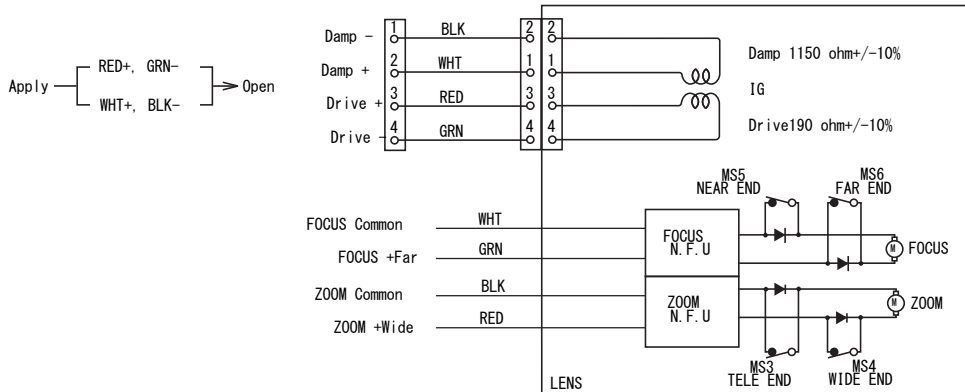 Apply
RED+, GRN-
WHT+, BLK-
Open
Damp -
Damp +
Drive +
Drive -
1
2
3
4
BLK
WHT
RED
GRN
2
1
3
4
2
1
3
4
Damp 1150 ohm+/-10%
IG
Drive190 ohm+/-10%
FOCUS Common
WHT
FOCUS +Far
GRN
ZOOM Common
BLK
ZOOM +Wide
RED
FOCUS
N.F.U
ZOOM
N.F.U
MS5
NEAR END
MS6
FAR END
M
FOCUS
M
ZOOM
MS3
TELE END
MS4
WIDE END
LENS